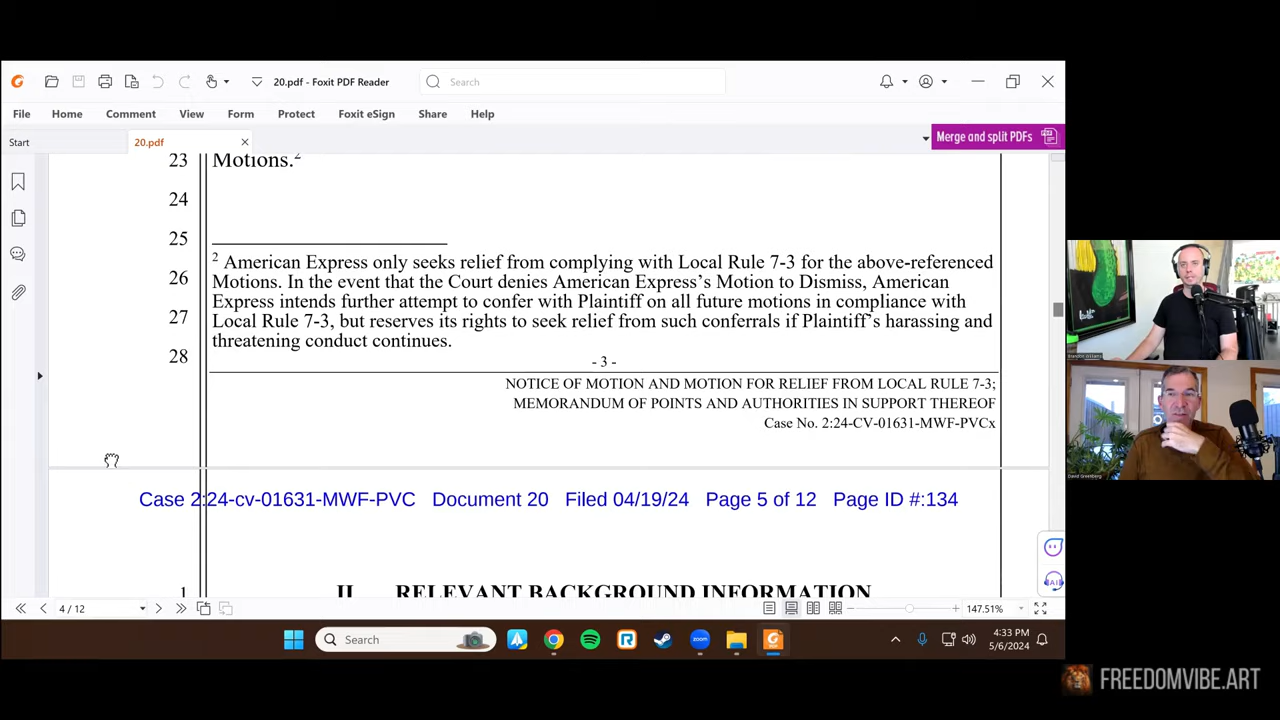 20.pdf - Foxit PDF Reader
Search
File Home Comment View Form Protect Foxit eSign Share Help
Start
20.pdf
Merge and split PDFs
23 Motions.2
24
25
2 American Express only seeks relief from complying with Local Rule 7-3 for the above-referenced
26 Motions. In the event that the Court denies American Express's Motion to Dismiss, American
Express intends further attempt to confer with Plaintiff on all future motions in compliance with
27 Local Rule 7-3, but reserves its rights to seek relief from such conferrals if Plaintiff's harassing and
28 threatening conduct continues.
- 3 -
NOTICE OF MOTION AND MOTION FOR RELIEF FROM LOCAL RULE 7-3;
MEMORANDUM OF POINTS AND AUTHORITIES IN SUPPORT THEREOF
Case No. 2:24-CV-01631-MWF-PVCx
Case 2:24-cv-01631-MWF-PVC Document 20 Filed 04/19/24 Page 5 of 12 Page ID #:134
1 II RELEVANT BACKGROUND INFORMATION
4 / 12
147.51%
Search
zoom
4:33 PM
5/6/2024
David Greenberg
FREEDOMVIBE.ART